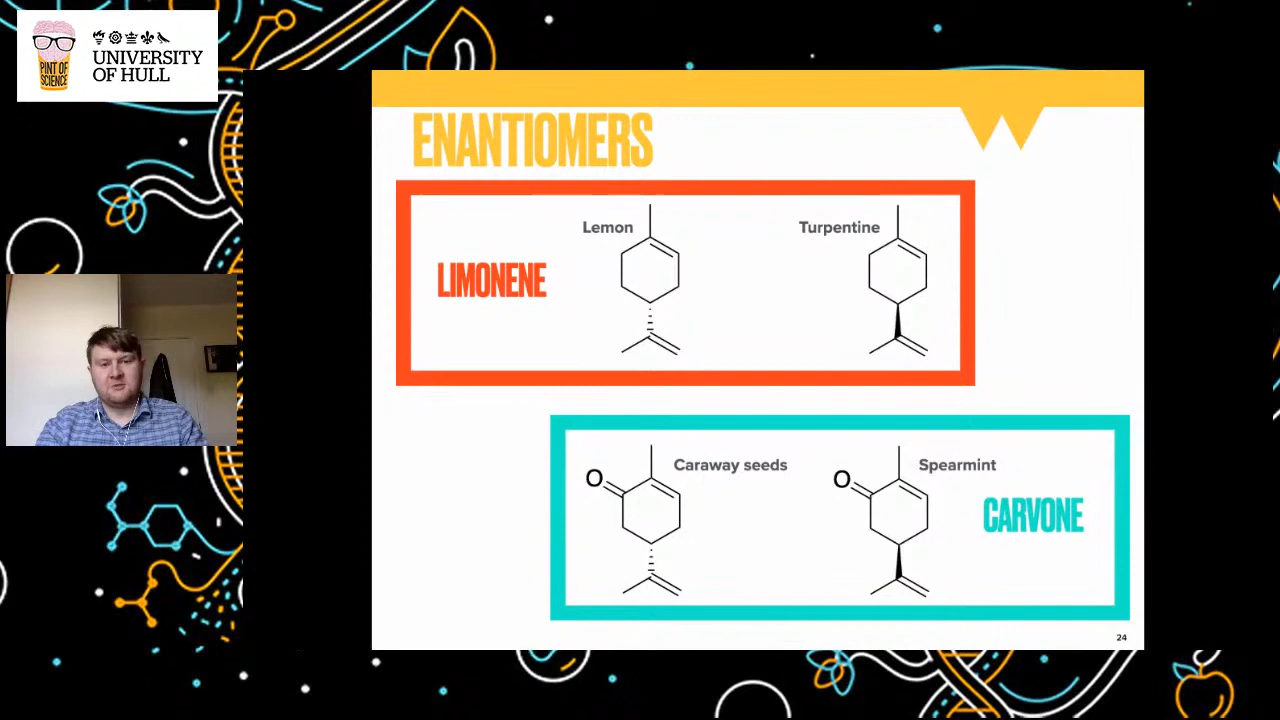 PINT OF
SCIENCE
UNIVERSITY
OF HULL
ENANTIOMERS
Lemon
Turpentine
LIMONENE
O
Caraway seeds
O
Spearmint
CARVONE
24